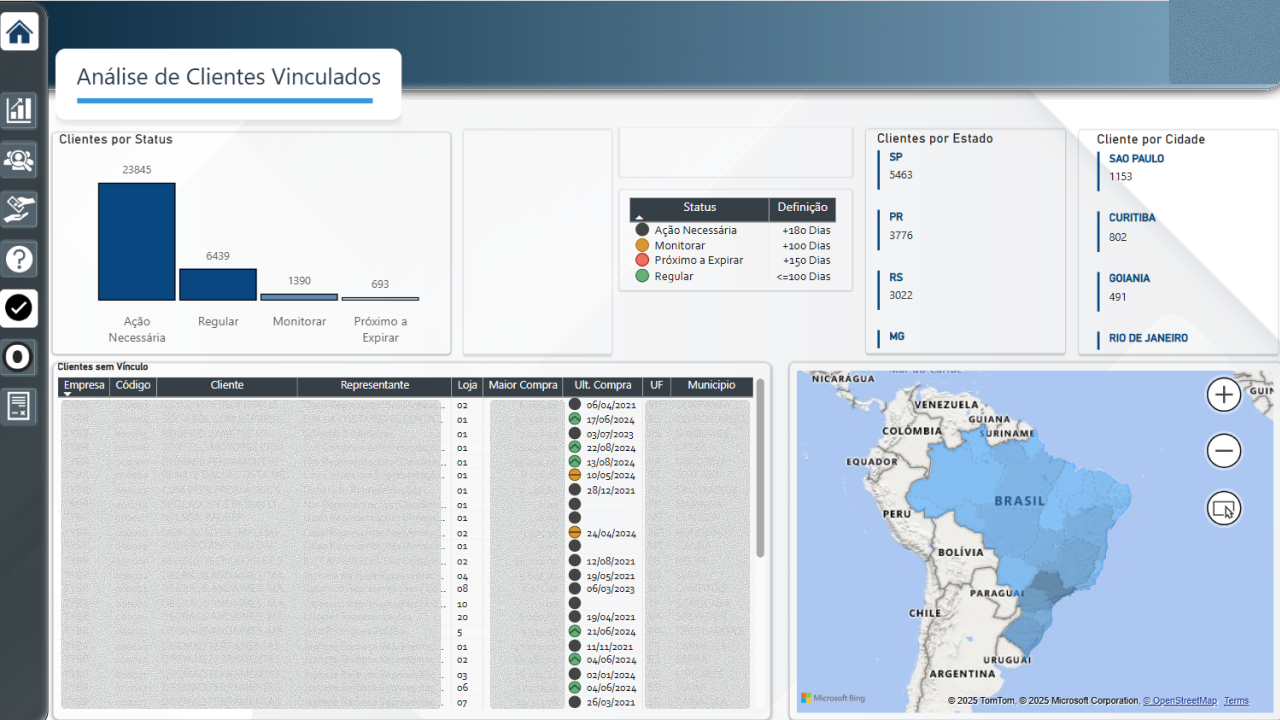 Análise de Clientes Vinculados
Clientes por Status
23845
6439
1390
693
Ação Necessária
Regular
Monitorar
Próximo a Expirar
Status Definição
Ação Necessária +180 Dias
Monitorar +100 Dias
Próximo a Expirar +150 Dias
Regular <=100 Dias
Clientes por Estado
SP
5463
PR
3776
RS
3022
MG
Cliente por Cidade
SAO PAULO
1153
CURITIBA
802
GOIANIA
491
RIO DE JANEIRO
Clientes sem Vínculo
Empresa Código Cliente Representante Loja Maior Compra Ult. Compra UF Municipio
02 06/04/2021
01 17/06/2024
01 03/07/2023
01 22/08/2024
01 13/08/2024
01 10/05/2024
01 28/12/2021
01
01
02 24/04/2024
01
02 12/08/2021
04 19/05/2021
08 06/03/2023
10
20 19/04/2021
5 21/06/2024
01 11/11/2021
02 04/06/2024
03 02/01/2024
06 04/06/2024
07 26/03/2021
NICARÁGUA
VENEZUELA
GUIANA
COLÔMBIA
SURINAME
EQUADOR
BRASIL
PERU
BOLÍVIA
PARAGUAI
CHILE
URUGUAI
ARGENTINA
Microsoft Bing
© 2025 TomTom, © 2025 Microsoft Corporation, © OpenStreetMap Terms